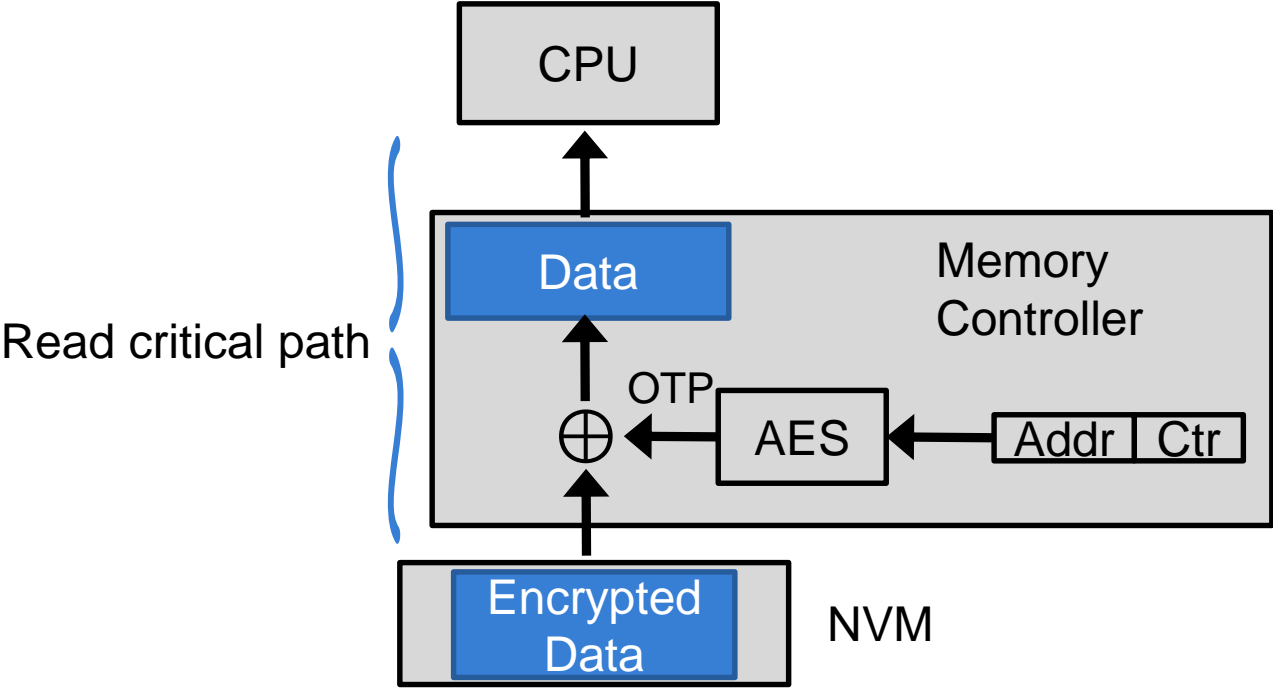 CPU
Data
Memory
Controller
Read critical path
OTP
AES
Addr
Ctr
Encrypted
Data
NVM